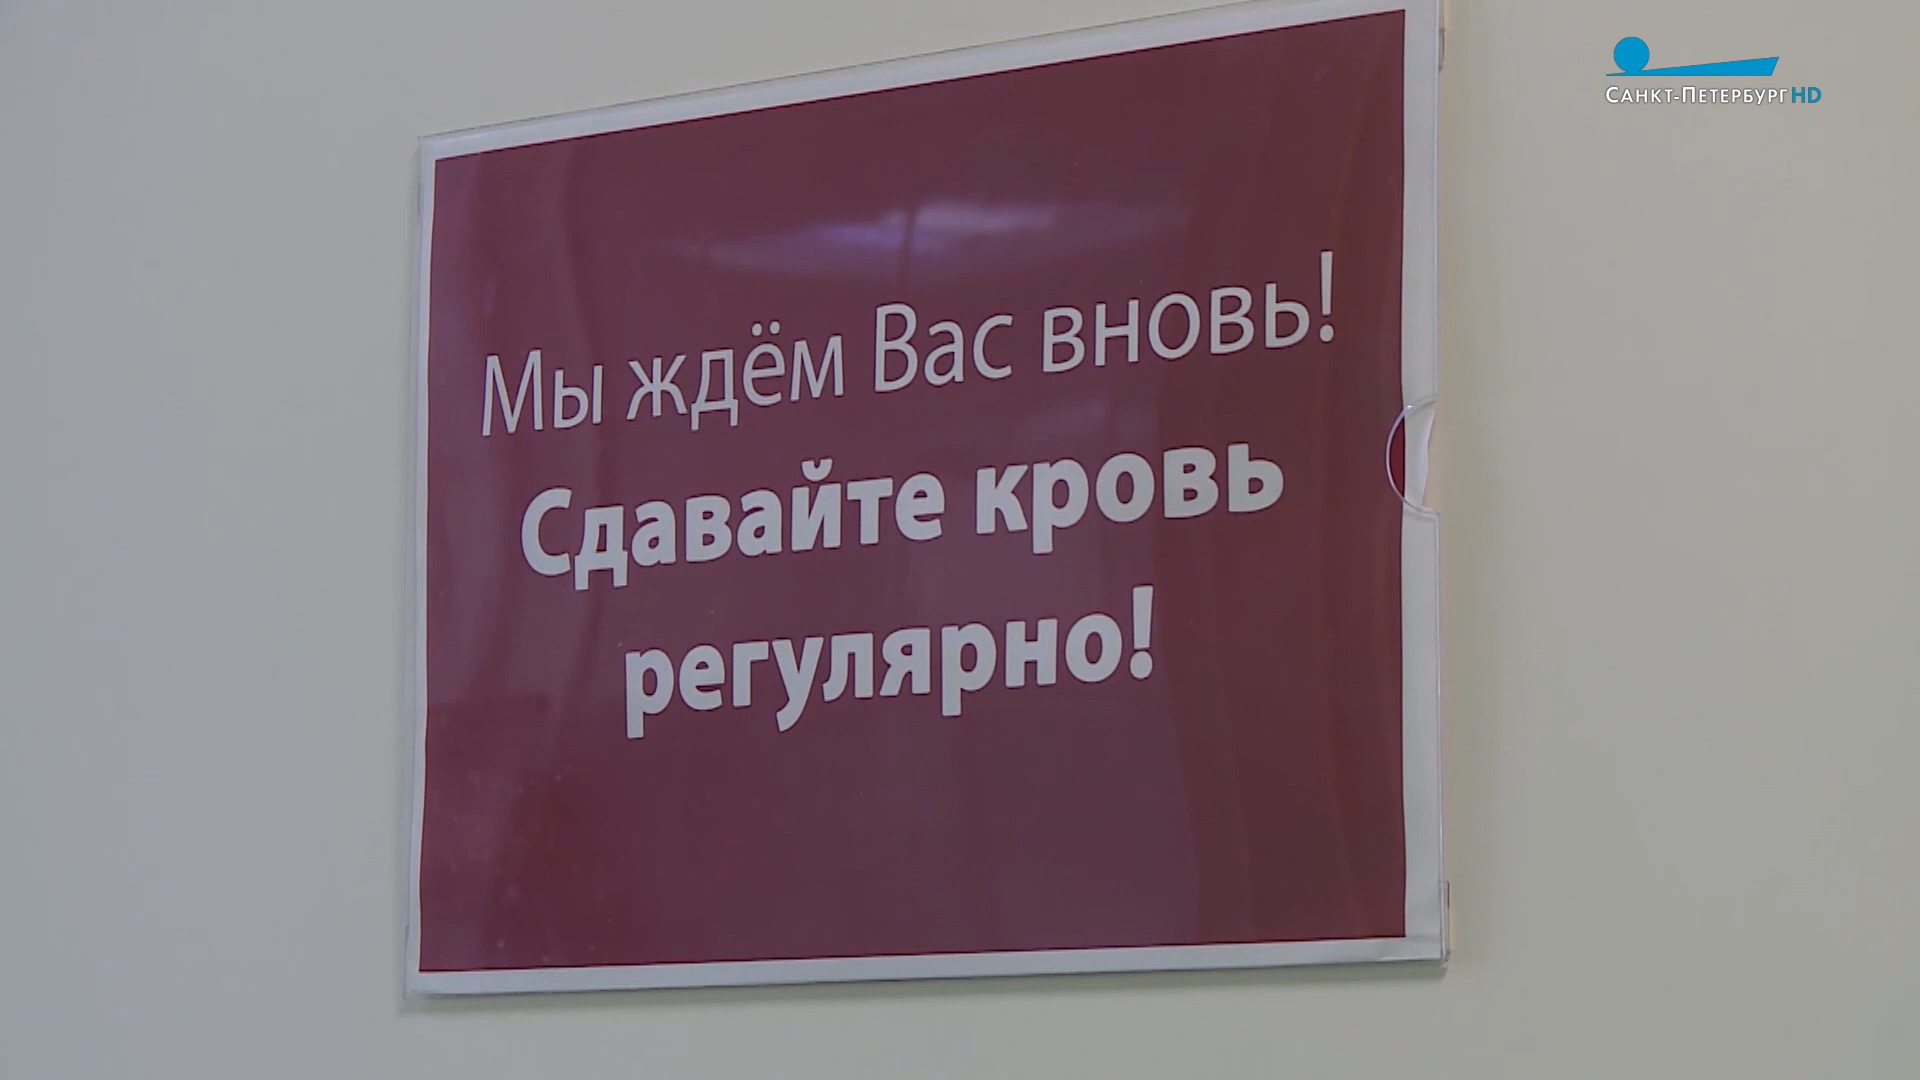 Санкт-Петербург HD
Мы ждём Вас вновь!
Сдавайте кровь
регулярно!